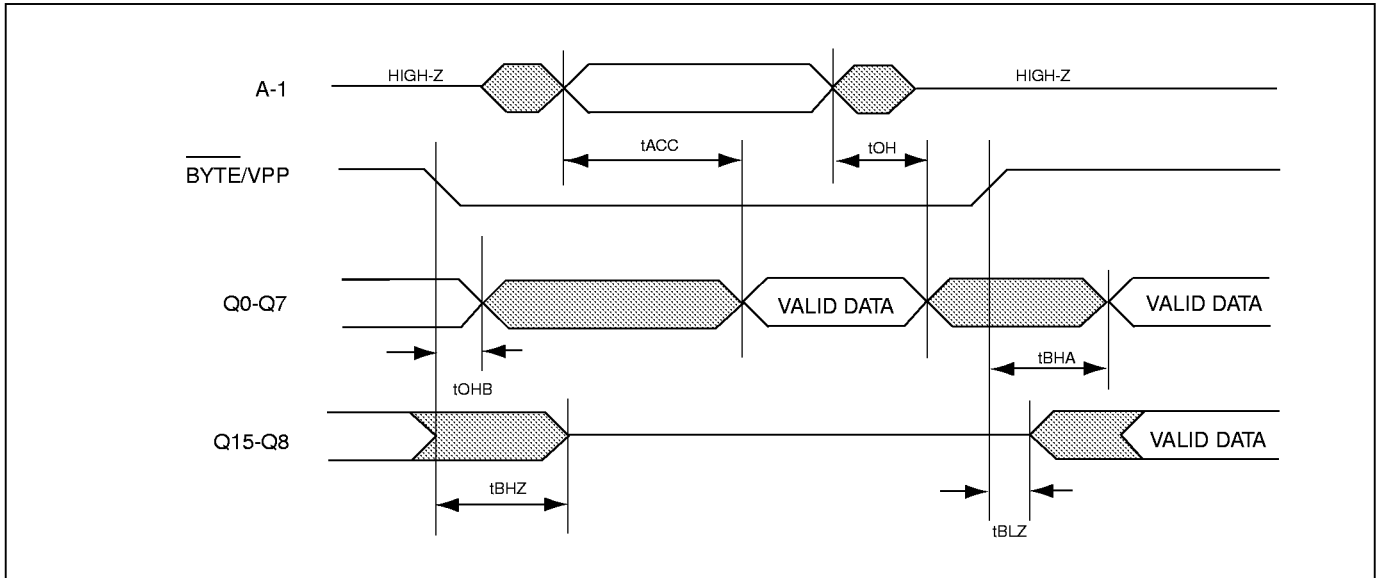 HIGH-Z
HIGH-Z
A-1
tACC
tOH
BYTE/VPP
Q0-Q7
VALID DATA
VALID DATA
tOHB
tBHA
Q15-Q8
VALID DATA
tBHZ
tBLZ